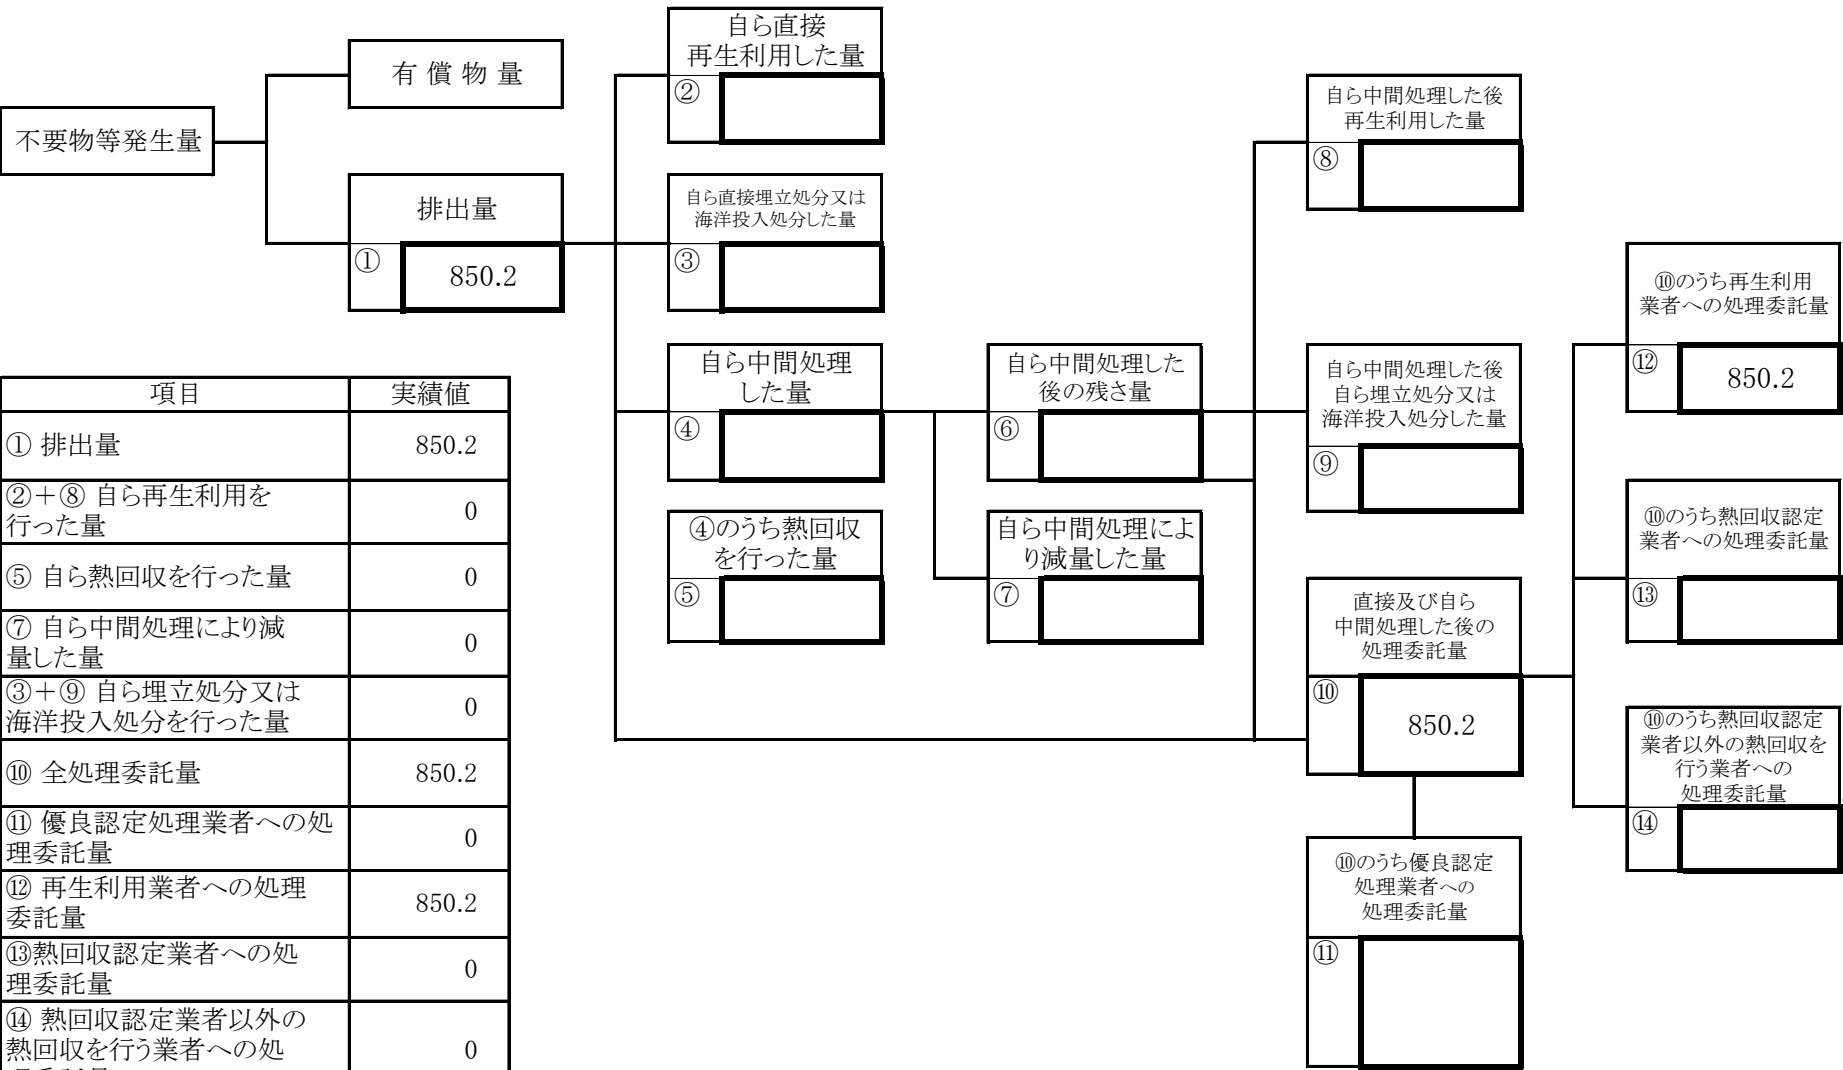 不要物等発生量
有 償 物 量
排出量
①
850.2
自ら直接
再生利用した量
②
自ら直接埋立処分又は
海洋投入処分した量
③
自ら中間処理
した量
④
④のうち熱回収
を行った量
⑤
自ら中間処理した
後の残さ量
⑥
自ら中間処理によ
り減量した量
⑦
自ら中間処理した後
再生利用した量
⑧
自ら中間処理した後
自ら埋立処分又は
海洋投入処分した量
⑨
直接及び自ら
中間処理した後の
処理委託量
⑩
850.2
⑩のうち優良認定
処理業者への
処理委託量
⑪
⑩のうち再生利用
業者への処理委託量
⑫
850.2
⑩のうち熱回収認定
業者への処理委託量
⑬
⑩のうち熱回収認定
業者以外の熱回収を
行う業者への
処理委託量
⑭
項目
実績値
① 排出量
850.2
②+⑧ 自ら再生利用を
行った量
0
⑤ 自ら熱回収を行った量
0
⑦ 自ら中間処理により減
量した量
0
③+⑨ 自ら埋立処分又は
海洋投入処分を行った量
0
⑩ 全処理委託量
850.2
⑪ 優良認定処理業者への処
理委託量
0
⑫ 再生利用業者への処理
委託量
850.2
⑬熱回収認定業者への処
理委託量
0
⑭ 熱回収認定業者以外の
熱回収を行う業者への処
0